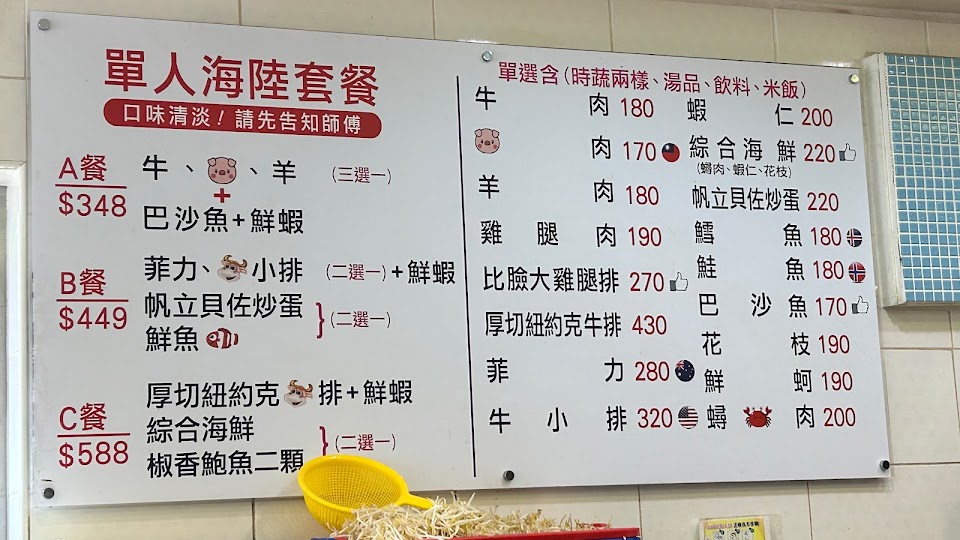 單人海陸套餐
口味清淡！請先告知師傅
A餐
$348
牛、、羊 (三選一)
+
巴沙魚+鮮蝦
B餐
$449
菲力、小排 (二選一)+鮮蝦
帆立貝佐炒蛋
鮮魚
(二選一)
C餐
$588
厚切紐約克排+鮮蝦
綜合海鮮
椒香鮑魚二顆
(二選一)
單選含(時蔬兩樣、湯品、飲料、米飯)
牛肉 180
肉 170
羊肉 180
雞腿肉 190
比臉大雞腿排 270
厚切紐約克牛排 430
菲力 280
牛小排 320
蝦仁 200
綜合海鮮 220
(蟳肉、蝦仁、花枝)
帆立貝佐炒蛋 220
鱈魚 180
鮭魚 180
巴沙魚 170
花枝 190
鮮蚵 190
蟳肉 200